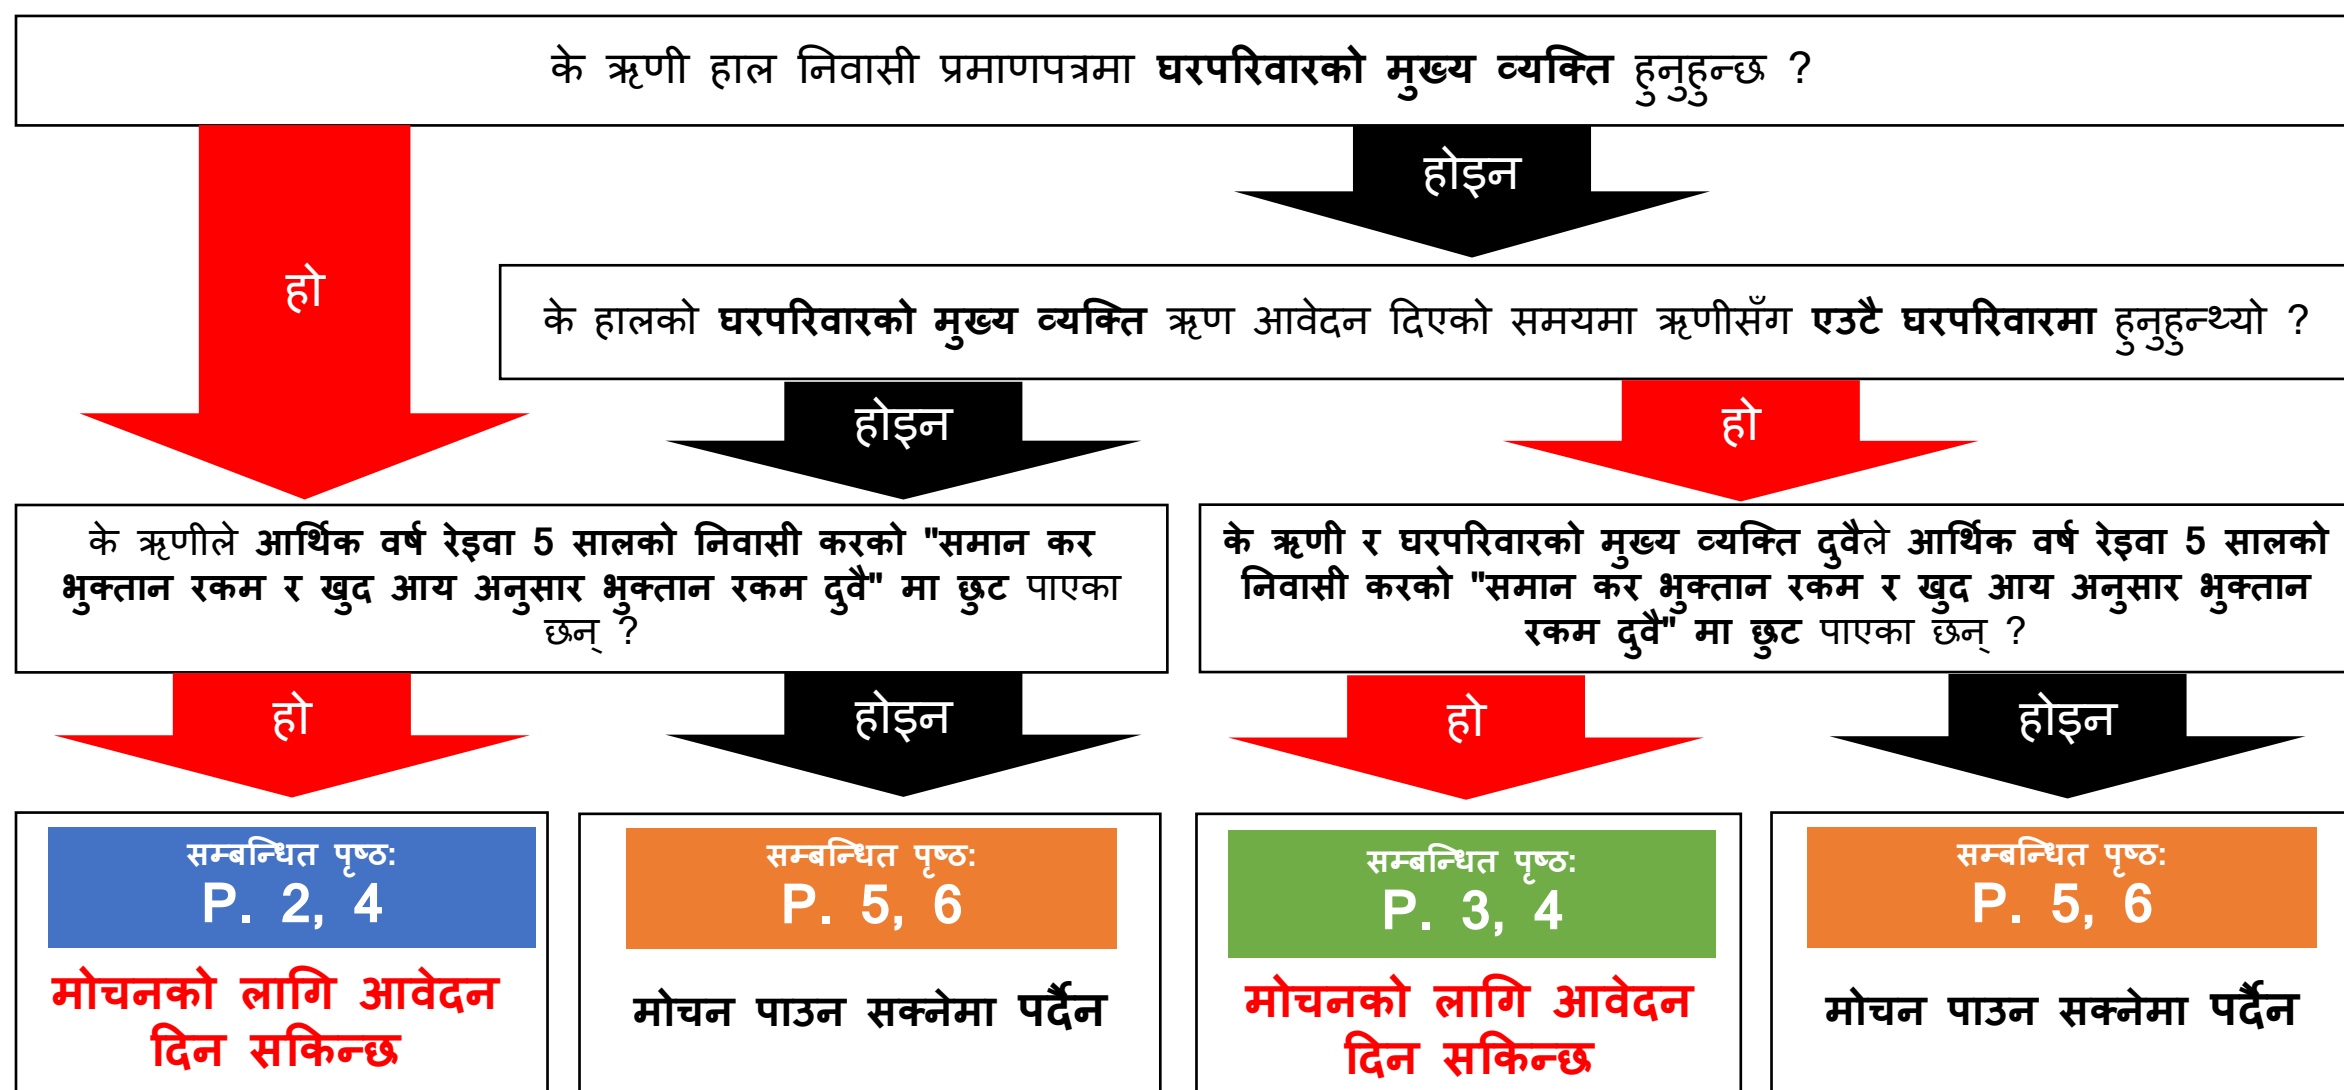 के ऋणी हाल निवासी प्रमाणपत्रमा घरपरिवारको मुख्य व्यक्ति हुनुहुन्छ ?
होइन
हो
के हालको घरपरिवारको मुख्य व्यक्ति ऋण आवेदन दिएको समयमा ऋणीसँग एउटै घरपरिवारमा हुनुहुन्थ्यो ?
होइन
हो
के ऋणीले आर्थिक वर्ष रेइवा 5 सालको निवासी करको "समान कर
भुक्तान रकम र खुद आय अनुसार भुक्तान रकम दुवै" मा छुट पाएका
छन् ?
के ऋणी र घरपरिवारको मुख्य व्यक्ति दुवैले आर्थिक वर्ष रेइवा 5 सालको
निवासी करको "समान कर भुक्तान रकम र खुद आय अनुसार भुक्तान
रकम दुवै" मा छुट पाएका छन् ?
हो
होइन
हो
होइन
सम्बन्धित पृष्ठ:
P. 2, 4
मोचनको लागि आवेदन
दिन सकिन्छ
सम्बन्धित पृष्ठ:
P. 5, 6
मोचन पाउन सक्नेमा पर्दैन
सम्बन्धित पृष्ठ:
P. 3, 4
मोचनको लागि आवेदन
दिन सकिन्छ
सम्बन्धित पृष्ठ:
P. 5, 6
मोचन पाउन सक्नेमा पर्दैन